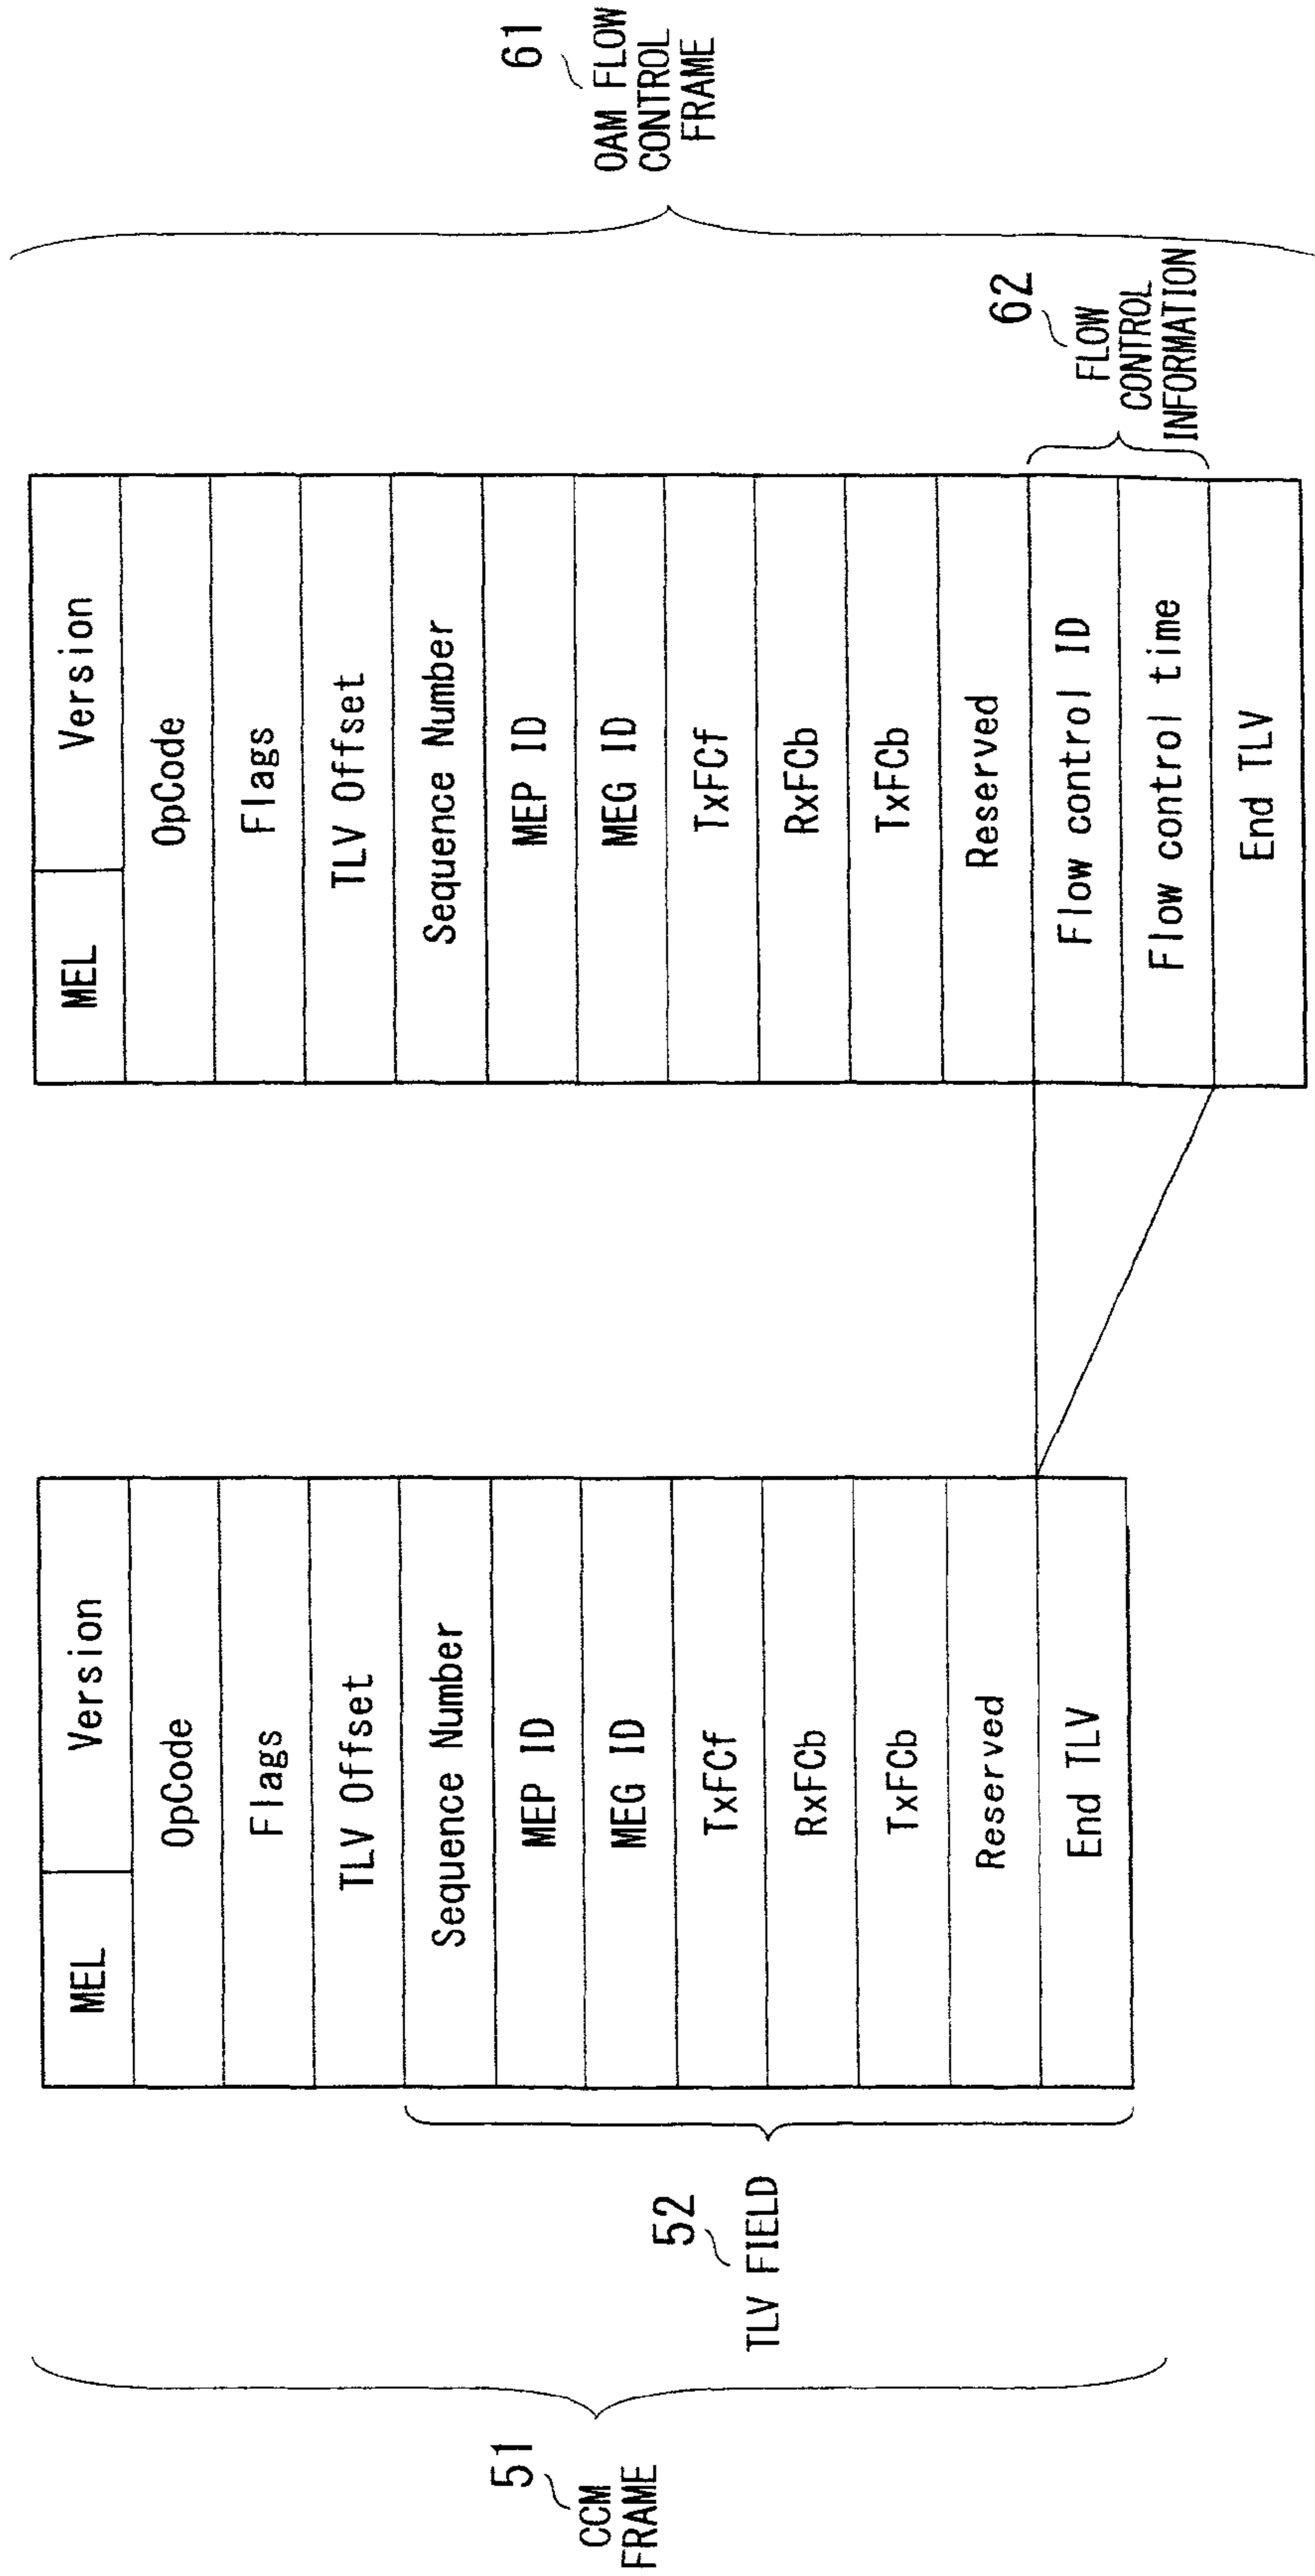 51
CCM
FRAME
52
TLV FIELD
MEL
Version
OpCode
Flags
TLV Offset
Sequence Number
MEP ID
MEG ID
TxFCf
RxFCb
TxFCb
Reserved
End TLV
MEL
Version
OpCode
Flags
TLV Offset
Sequence Number
MEP ID
MEG ID
TxFCf
RxFCb
TxFCb
Reserved
Flow control ID
Flow control time
End TLV
62
FLOW
CONTROL
INFORMATION
61
OAM FLOW
CONTROL
FRAME